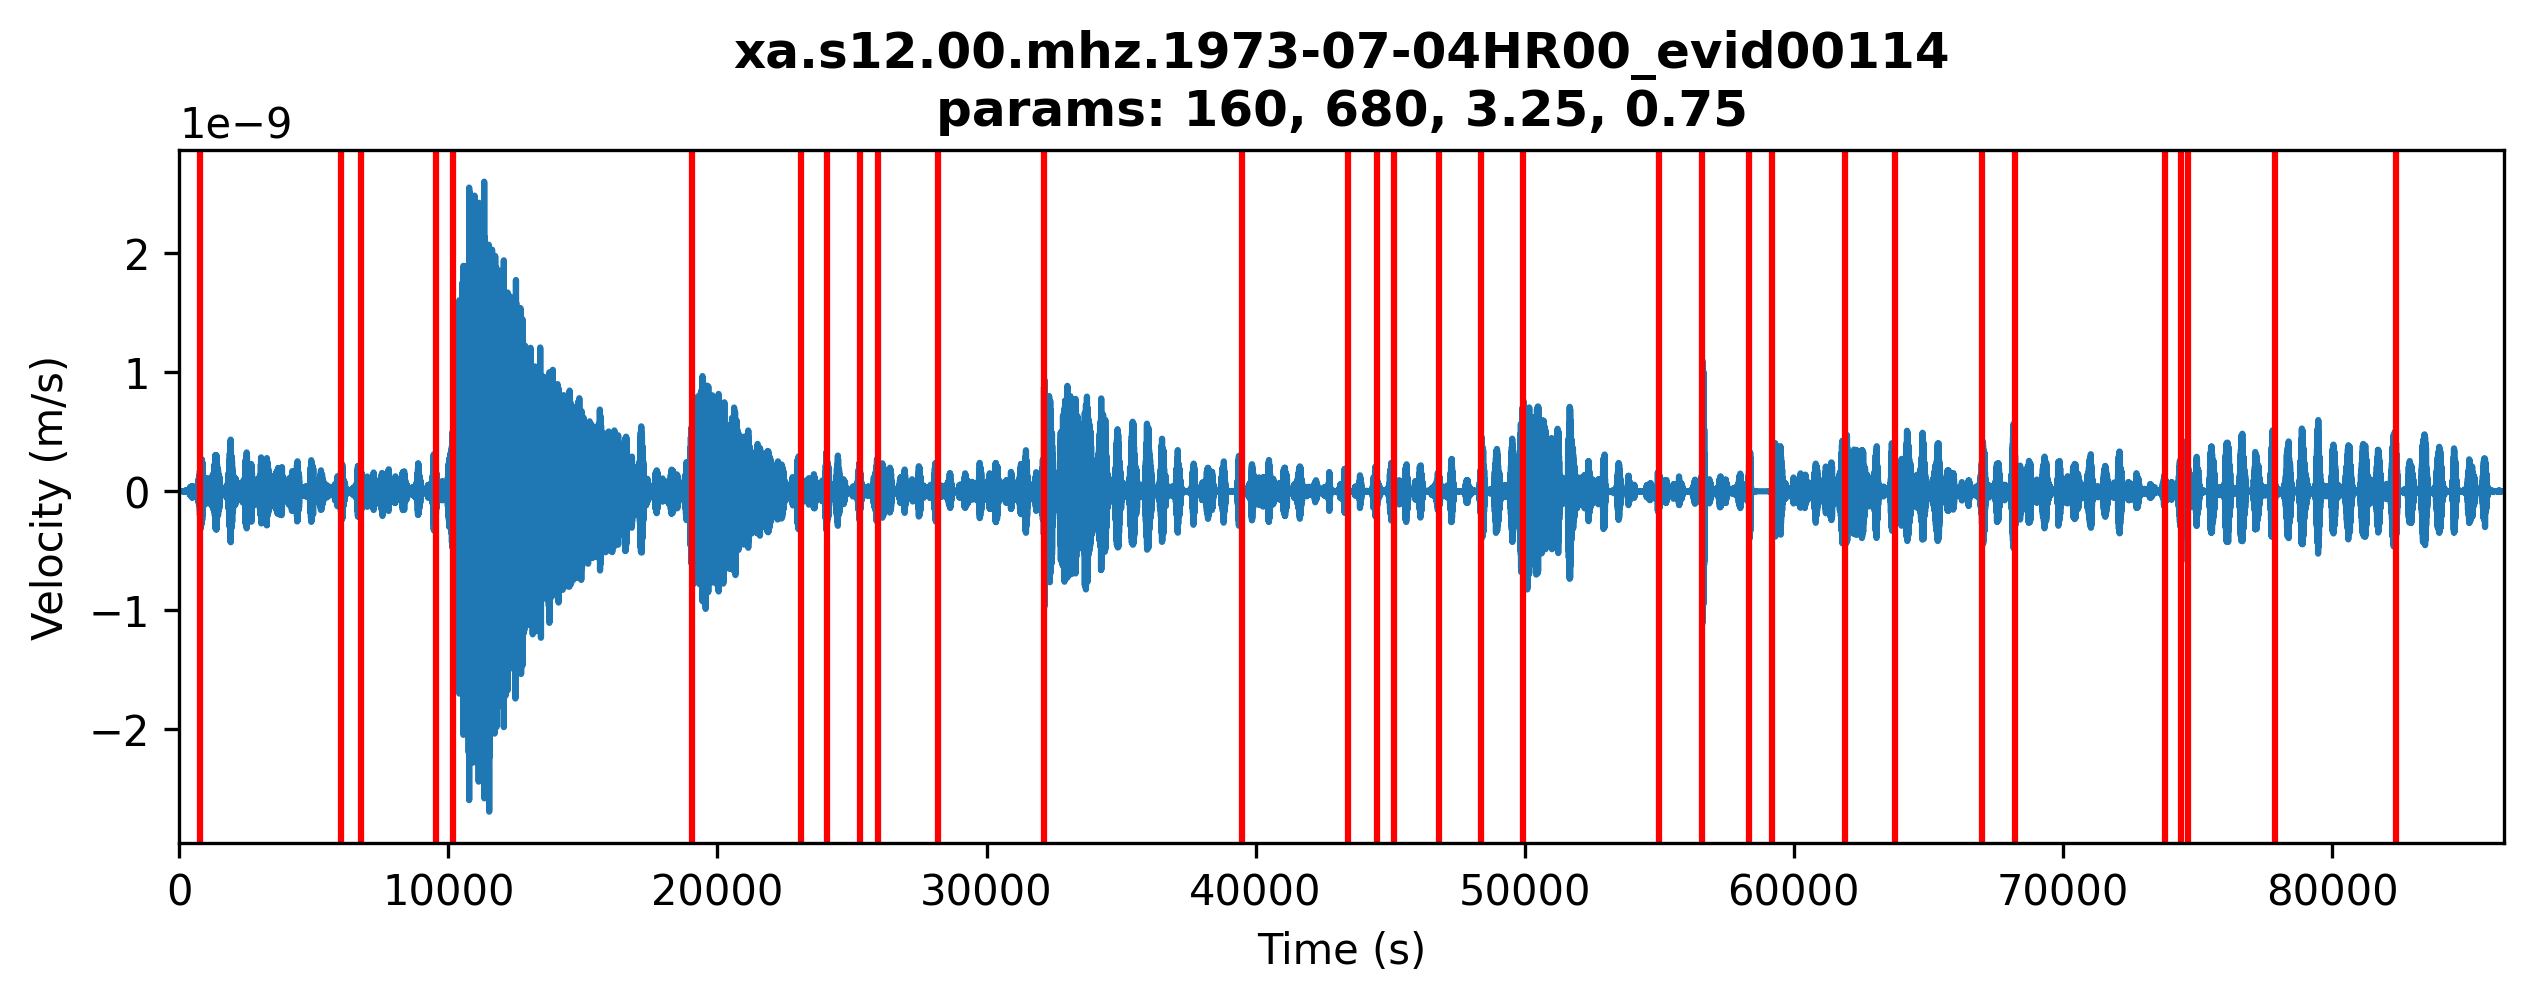 xa.s12.00.mhz.1973-07-04HR00_evid00114
params: 160, 680, 3.25, 0.75
1e−9
2
1
0
−1
−2
Velocity (m/s)
0 10000 20000 30000 40000 50000 60000 70000 80000
Time (s)